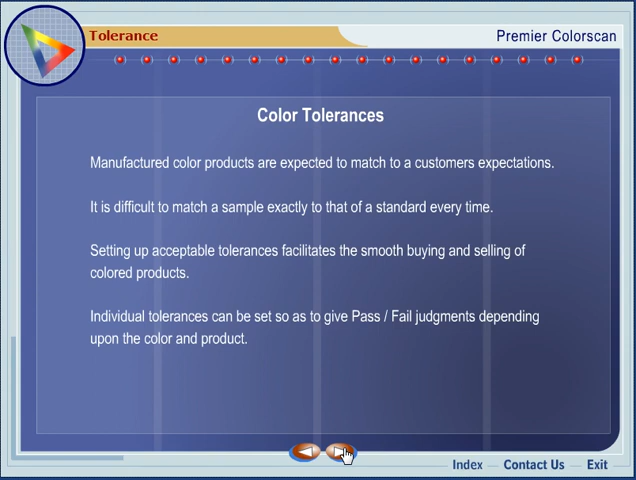 Tolerance
Premier Colorscan
Color Tolerances
Manufactured color products are expected to match to a customers expectations.
It is difficult to match a sample exactly to that of a standard every time.
Setting up acceptable tolerances facilitates the smooth buying and selling of
colored products.
Individual tolerances can be set so as to give Pass / Fail judgments depending
upon the color and product.
Index — Contact Us — Exit